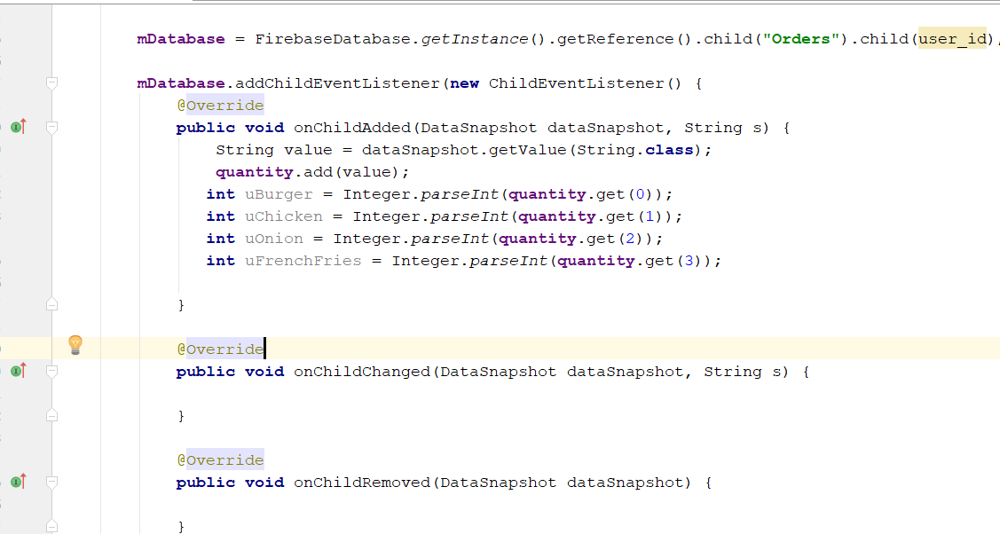 mDatabase = FirebaseDatabase.getInstance().getReference().child("Orders").child(user_id)
mDatabase.addChildEventListener(new ChildEventListener() {
@Override
public void onChildAdded(DataSnapshot dataSnapshot, String s) {
String value = dataSnapshot.getValue(String.class);
quantity.add(value);
int uBurger = Integer.parseInt(quantity.get(0));
int uChicken = Integer.parseInt(quantity.get(1));
int uOnion = Integer.parseInt(quantity.get(2));
int uFrenchFries = Integer.parseInt(quantity.get(3));
}
@Override
public void onChildChanged(DataSnapshot dataSnapshot, String s) {
}
@Override
public void onChildRemoved(DataSnapshot dataSnapshot) {
}